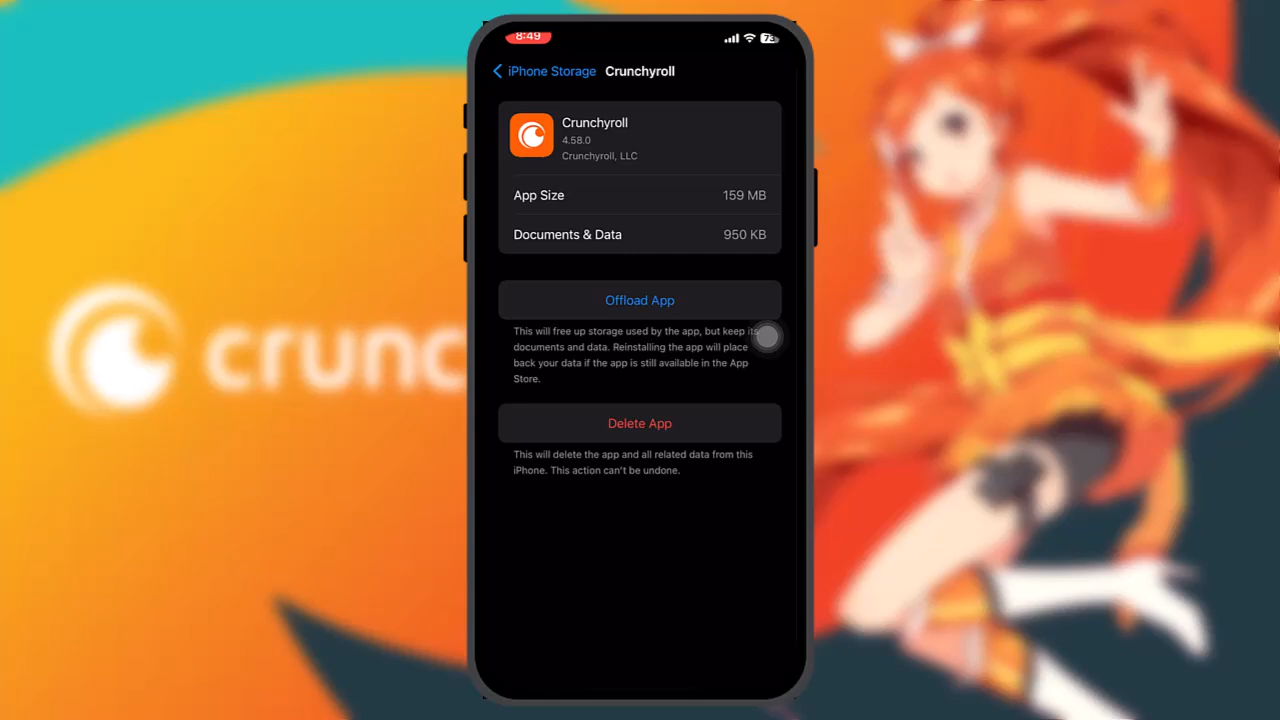 8:49
73
iPhone Storage Crunchyroll
Crunchyroll
4.58.0
Crunchyroll, LLC
App Size 159 MB
Documents & Data 950 KB
Offload App
This will free up storage used by the app, but keep its
documents and data. Reinstalling the app will place
back your data if the app is still available in the App
Store.
Delete App
This will delete the app and all related data from this
iPhone. This action can't be undone.
crunc